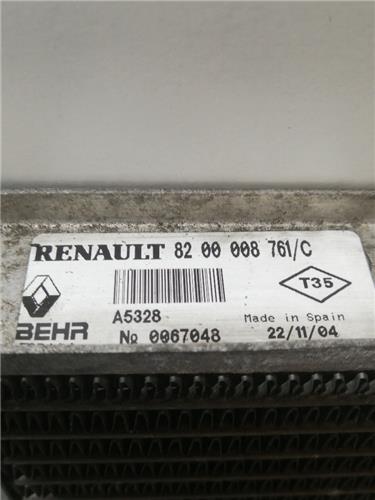 RENAULT 82 00 008 761/C
T35
A5328
Made in Spain
BEHR
No 0067048
22/11/04